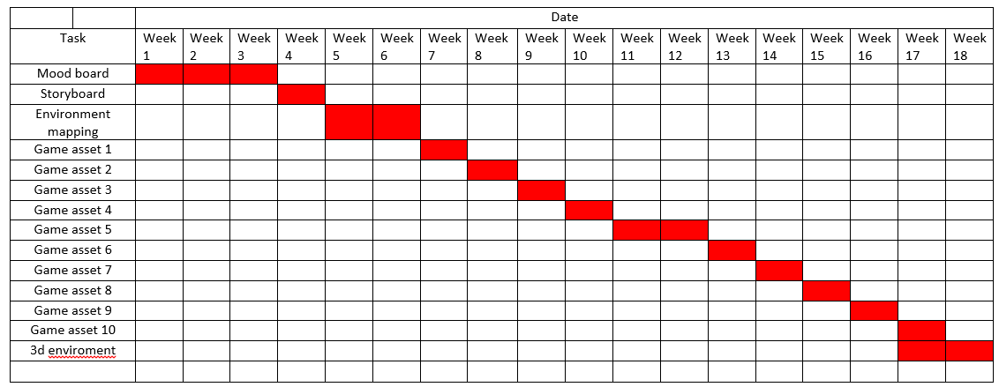 Date
Task Week Week Week Week Week Week Week Week Week Week Week Week Week Week Week Week Week Week
1 2 3 4 5 6 7 8 9 10 11 12 13 14 15 16 17 18
Mood board
Storyboard
Environment
mapping
Game asset 1
Game asset 2
Game asset 3
Game asset 4
Game asset 5
Game asset 6
Game asset 7
Game asset 8
Game asset 9
Game asset 10
3d enviroment